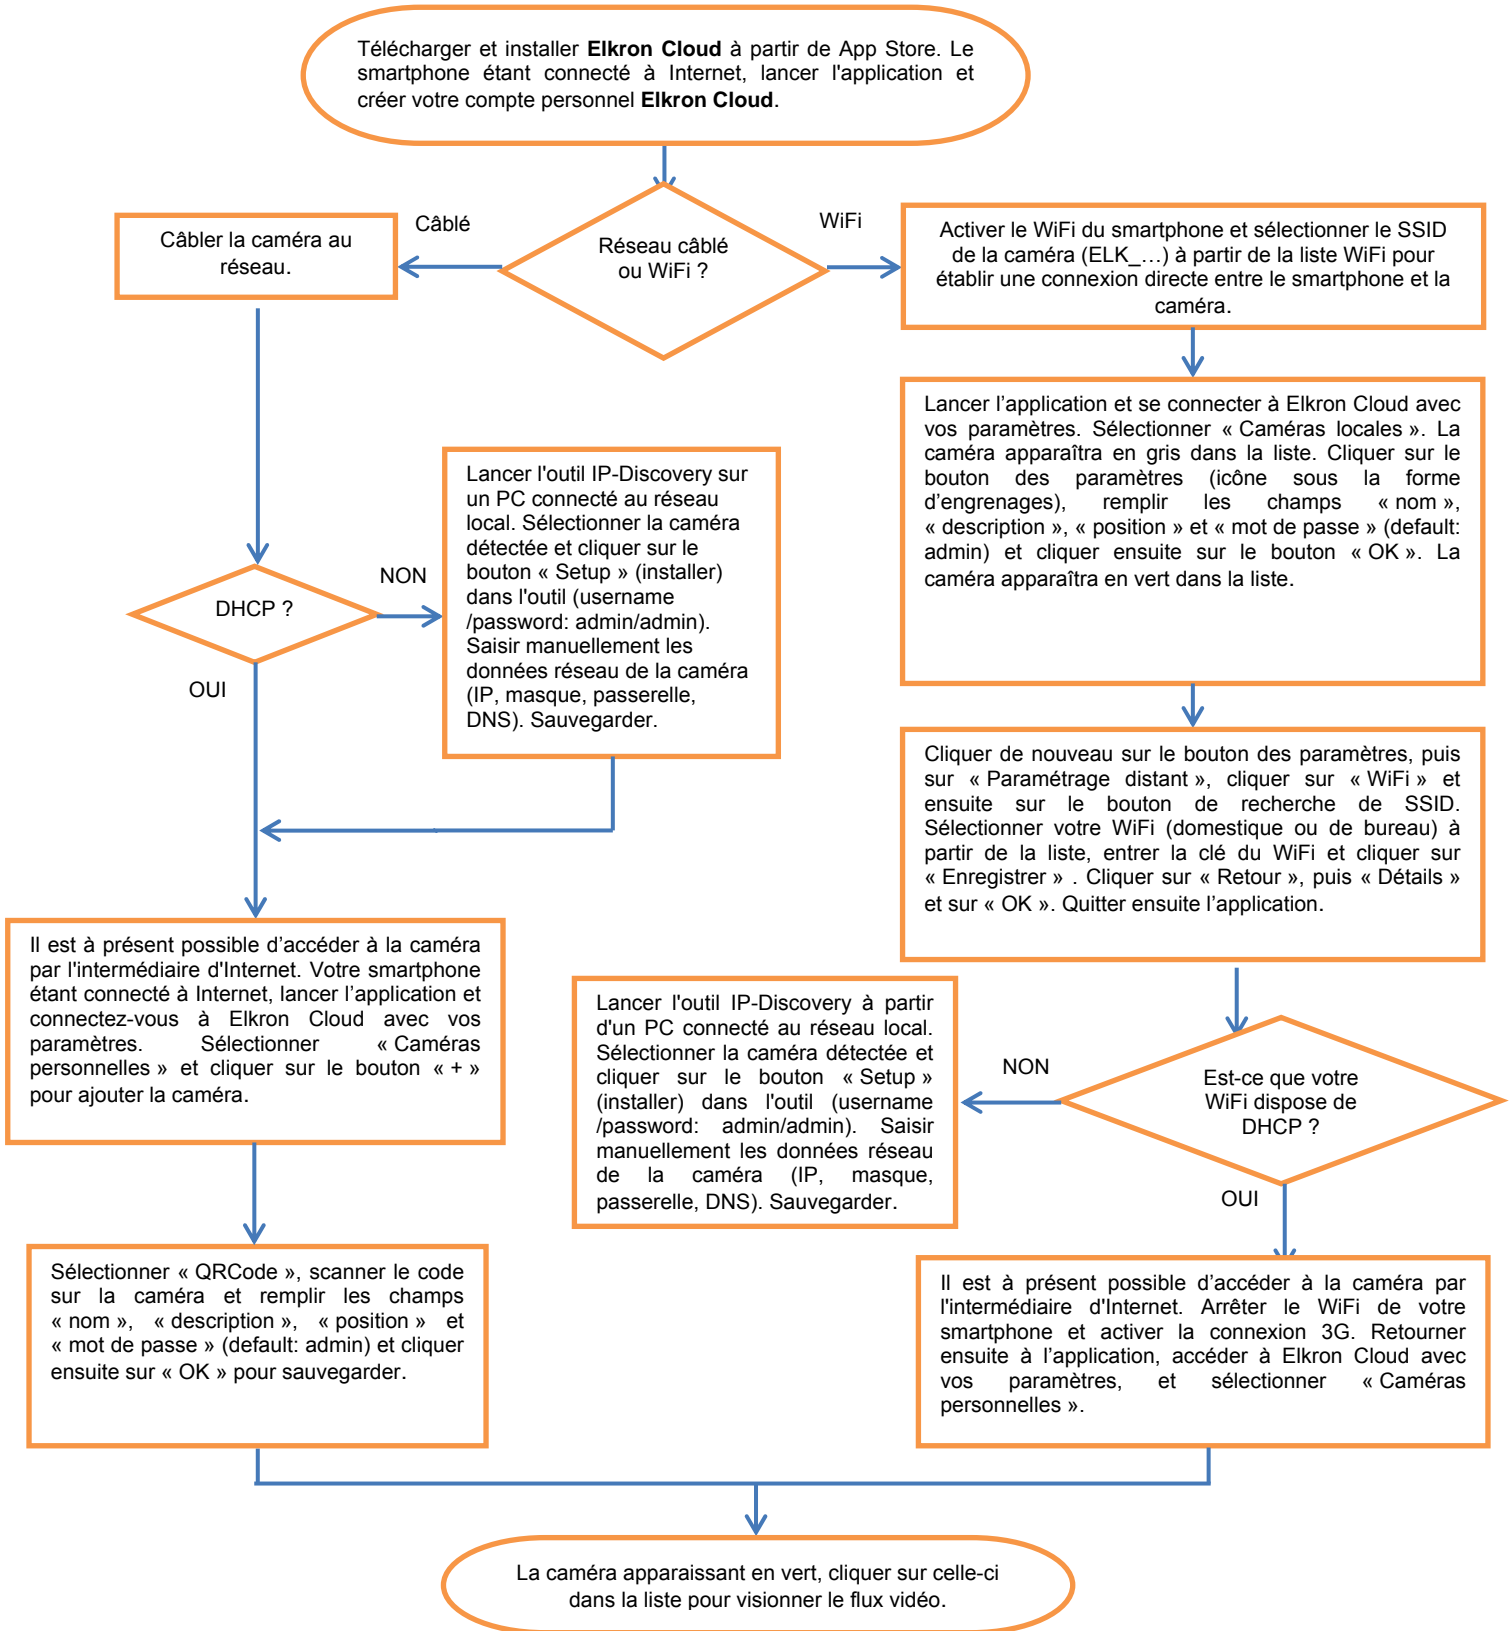 Télécharger et installer Elkron Cloud à partir de App Store. Le
smartphone étant connecté à Internet, lancer l'application et
créer votre compte personnel Elkron Cloud.
Réseau câblé
ou WiFi ?
Câblé
WiFi
Câbler la caméra au
réseau.
Activer le WiFi du smartphone et sélectionner le SSID
de la caméra (ELK_…) à partir de la liste WiFi pour
établir une connexion directe entre le smartphone et la
caméra.
Lancer l’application et se connecter à Elkron Cloud avec
vos paramètres. Sélectionner « Caméras locales ». La
caméra apparaîtra en gris dans la liste. Cliquer sur le
bouton des paramètres (icône sous la forme
d’engrenages), remplir les champs « nom »,
« description », « position » et « mot de passe » (default:
admin) et cliquer ensuite sur le bouton « OK ». La
caméra apparaîtra en vert dans la liste.
Lancer l'outil IP-Discovery sur
un PC connecté au réseau
local. Sélectionner la caméra
détectée et cliquer sur le
bouton « Setup » (installer)
dans l'outil (username
/password: admin/admin).
Saisir manuellement les
données réseau de la caméra
(IP, masque, passerelle,
DNS). Sauvegarder.
DHCP ?
NON
OUI
Cliquer de nouveau sur le bouton des paramètres, puis
sur « Paramétrage distant », cliquer sur « WiFi » et
ensuite sur le bouton de recherche de SSID.
Sélectionner votre WiFi (domestique ou de bureau) à
partir de la liste, entrer la clé du WiFi et cliquer sur
« Enregistrer » . Cliquer sur « Retour », puis « Détails »
et sur « OK ». Quitter ensuite l’application.
Il est à présent possible d’accéder à la caméra
par l'intermédiaire d'Internet. Votre smartphone
étant connecté à Internet, lancer l’application et
connectez-vous à Elkron Cloud avec vos
paramètres. Sélectionner « Caméras
personnelles » et cliquer sur le bouton « + »
pour ajouter la caméra.
Lancer l'outil IP-Discovery à partir
d'un PC connecté au réseau local.
Sélectionner la caméra détectée et
cliquer sur le bouton « Setup »
(installer) dans l'outil (username
/password: admin/admin). Saisir
manuellement les données réseau
de la caméra (IP, masque,
passerelle, DNS). Sauvegarder.
NON
Est-ce que votre
WiFi dispose de
DHCP ?
OUI
Sélectionner « QRCode », scanner le code
sur la caméra et remplir les champs
« nom », « description », « position » et
« mot de passe » (default: admin) et cliquer
ensuite sur « OK » pour sauvegarder.
Il est à présent possible d’accéder à la caméra par
l'intermédiaire d'Internet. Arrêter le WiFi de votre
smartphone et activer la connexion 3G. Retourner
ensuite à l’application, accéder à Elkron Cloud avec
vos paramètres, et sélectionner « Caméras
personnelles ».
La caméra apparaissant en vert, cliquer sur celle-ci
dans la liste pour visionner le flux vidéo.